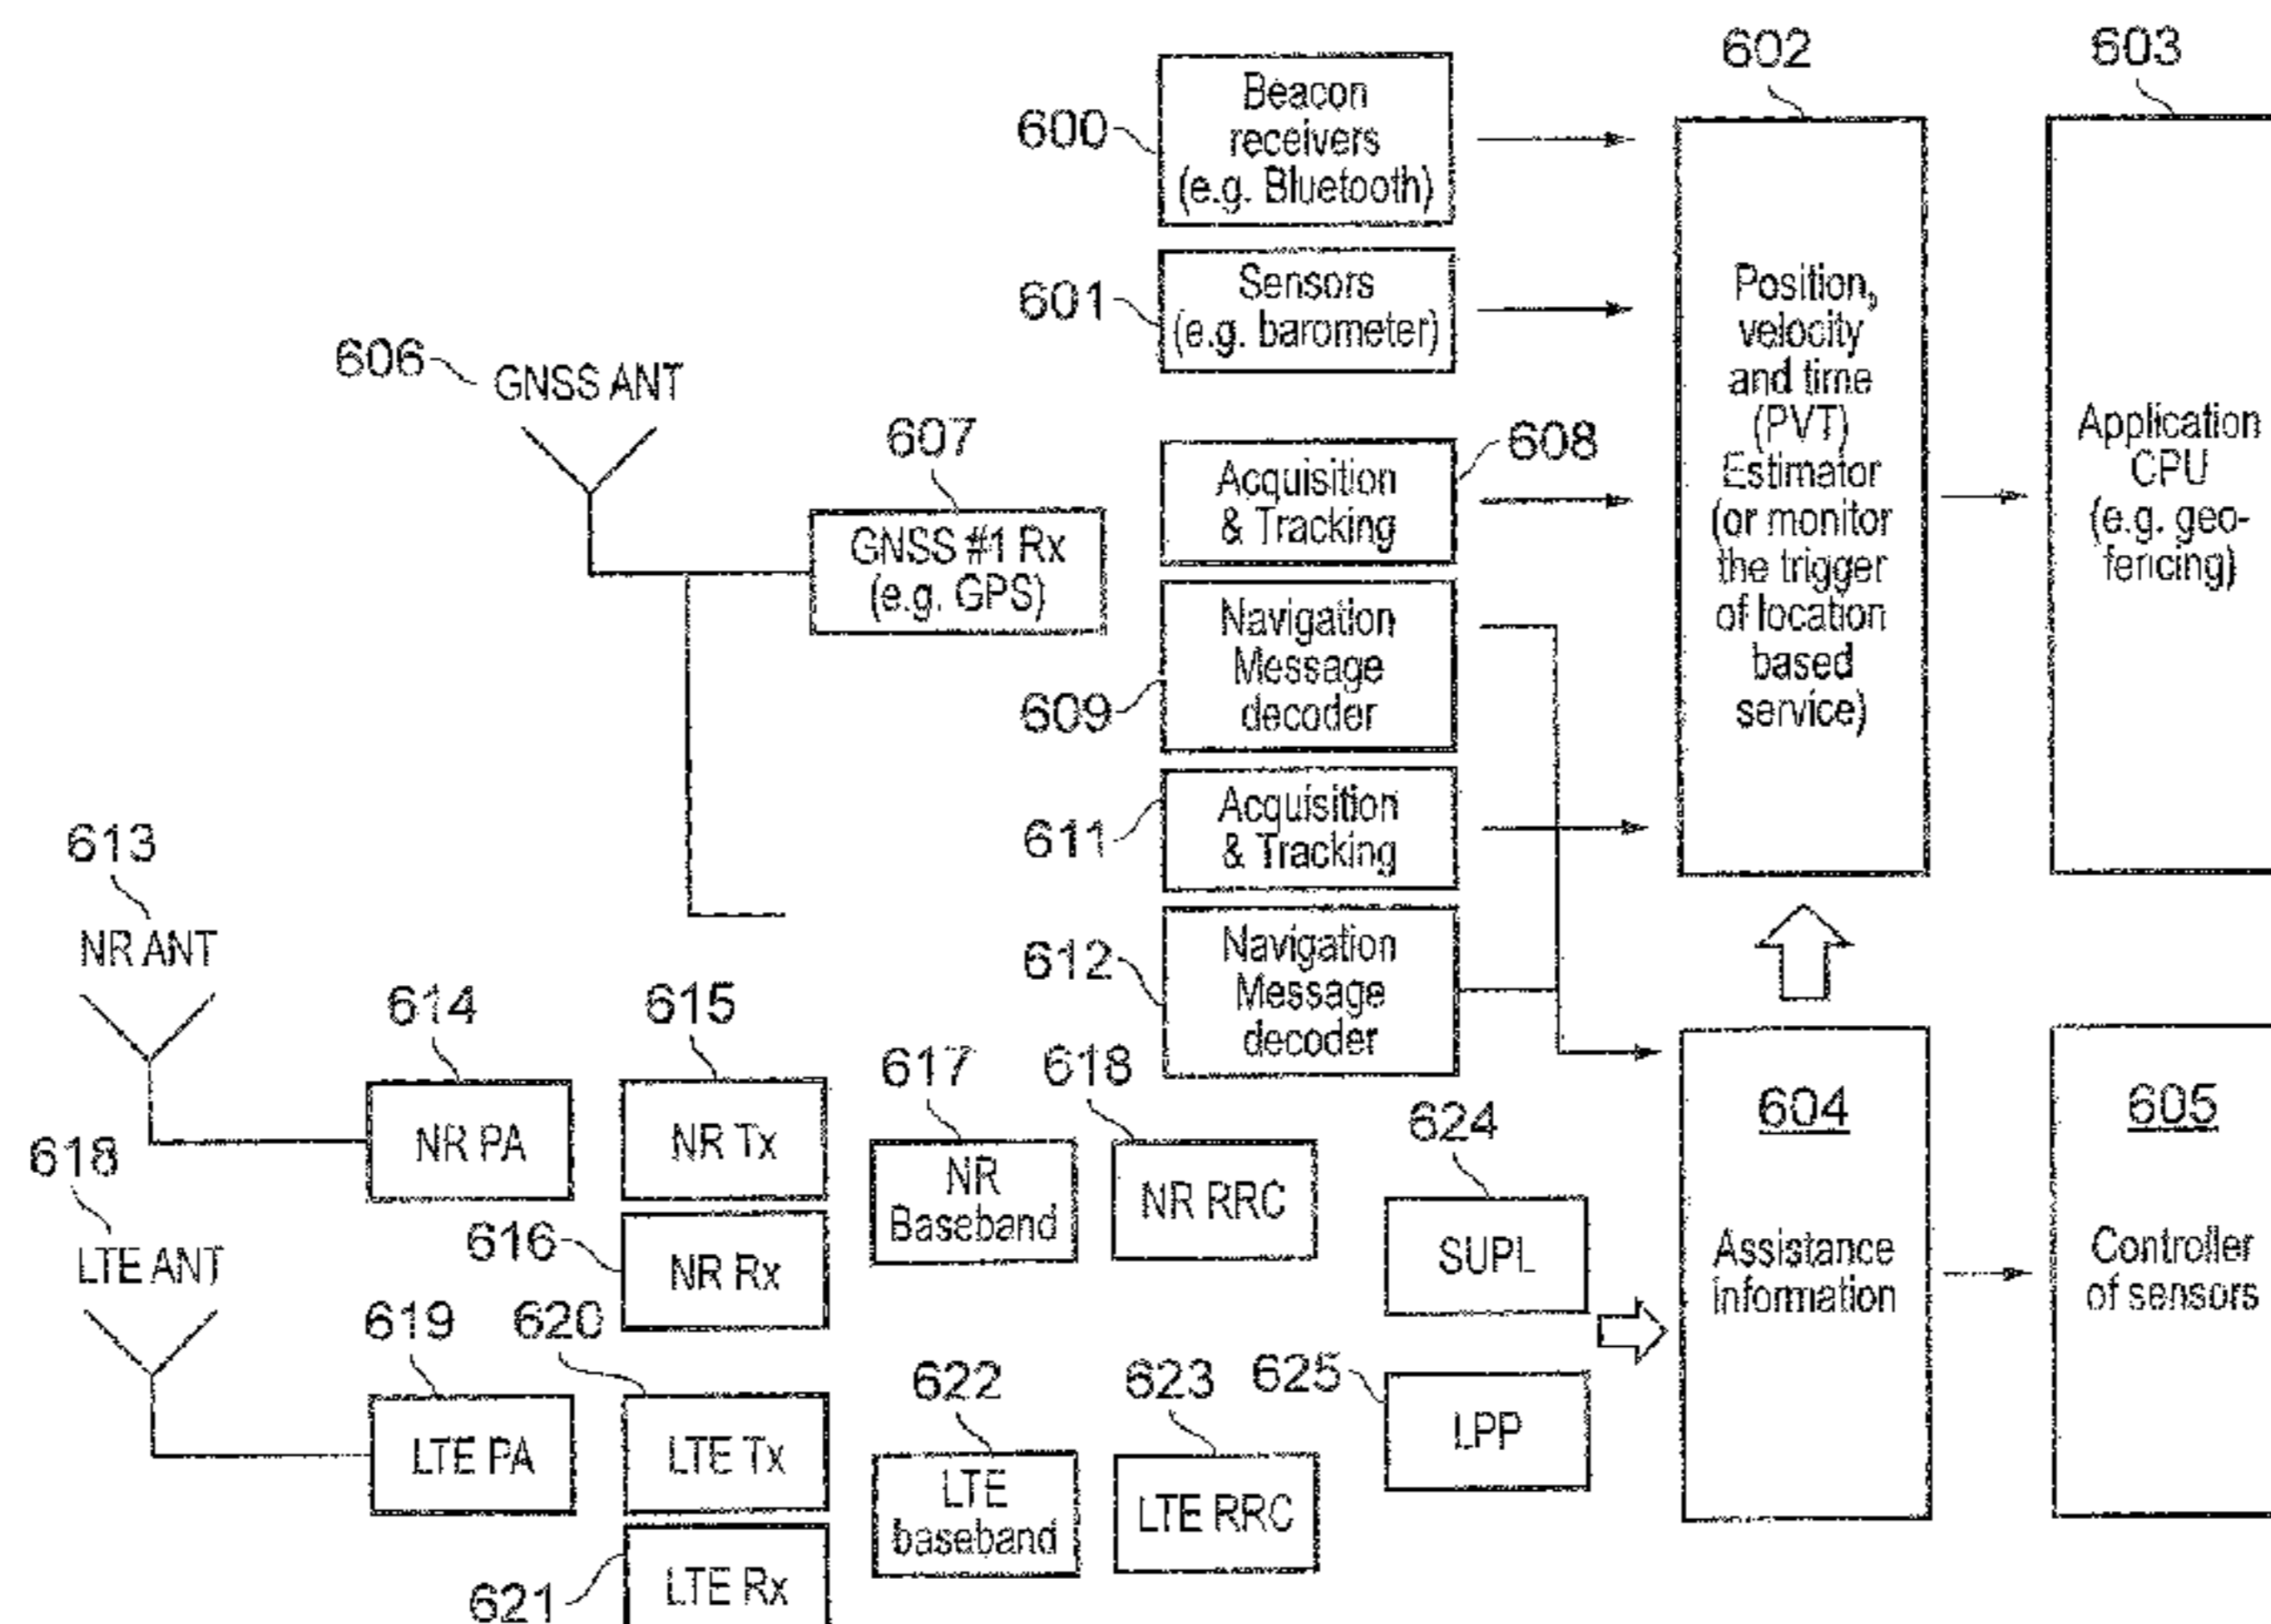 602
603
600
Beacon
receivers
(e.g. Bluetooth)
601
Sensors
(e.g. barometer)
Position,
velocity
and time
(PVT)
Estimator
(or monitor
the trigger
of location
based
service)
Application
CPU
(e.g. geo-
fencing)
606
GNSS ANT
607
GNSS #1 Rx
(e.g. GPS)
608
Acquisition
& Tracking
609
Navigation
Message
decoder
611
Acquisition
& Tracking
612
Navigation
Message
decoder
613
NR ANT
614
NR PA
615
NR Tx
616
NR Rx
617
NR
Baseband
618
NR RRC
618
LTE ANT
619
LTE PA
620
LTE Tx
621
LTE Rx
622
LTE
baseband
623
LTE RRC
624
SUPL
625
LPP
604
Assistance
information
605
Controller
of sensors